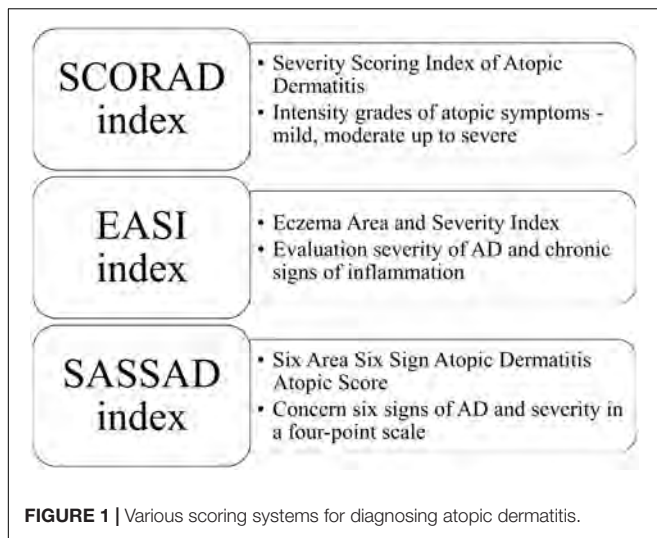 SCORAD
index
• Severity Scoring Index of Atopic
Dermatitis
• Intensity grades of atopic symptoms -
mild, moderate up to severe
EASI
index
• Eczema Area and Severity Index
• Evaluation severity of AD and chronic
signs of inflammation
SASSAD
index
• Six Area Six Sign Atopic Dermatitis
Atopic Score
• Concern six signs of AD and severity in
a four-point scale
FIGURE 1 | Various scoring systems for diagnosing atopic dermatitis.